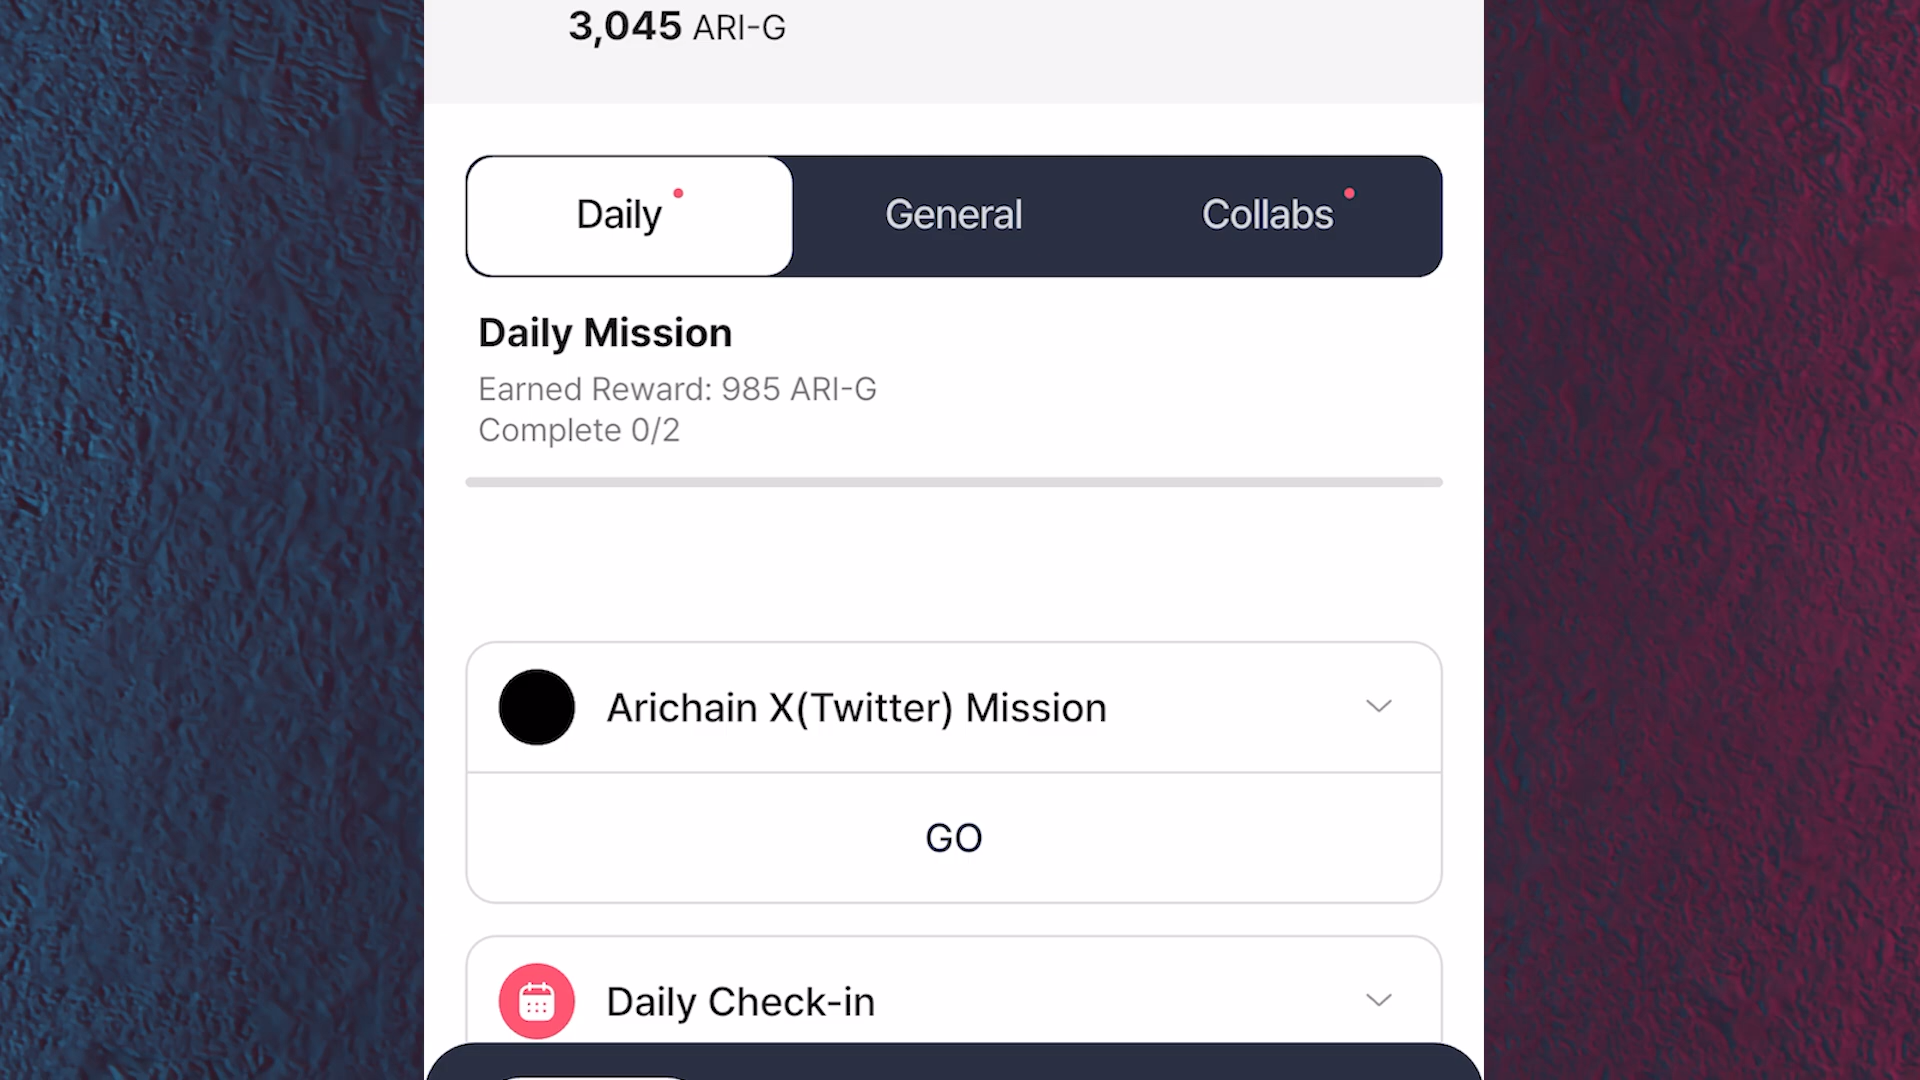 3,045 ARI-G
Daily
General
Collabs
Daily Mission
Earned Reward: 985 ARI-G
Complete 0/2
Arichain X(Twitter) Mission
GO
Daily Check-in